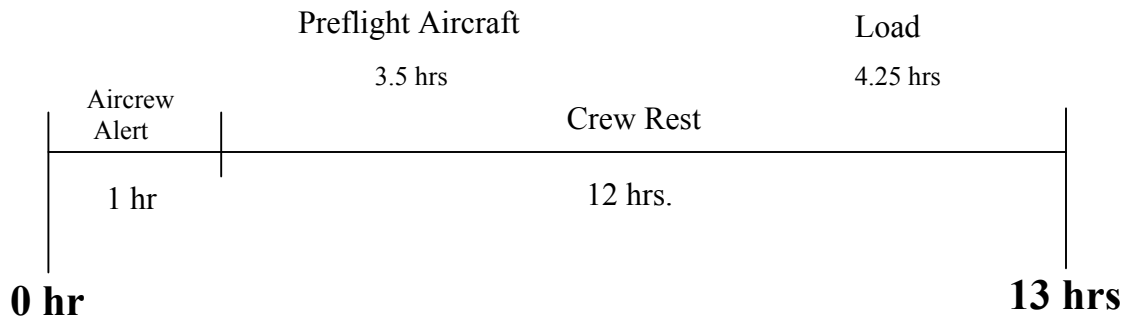 Preflight Aircraft
Load
3.5 hrs
4.25 hrs
Aircrew
Alert
Crew Rest
1 hr
12 hrs.
0 hr
13 hrs